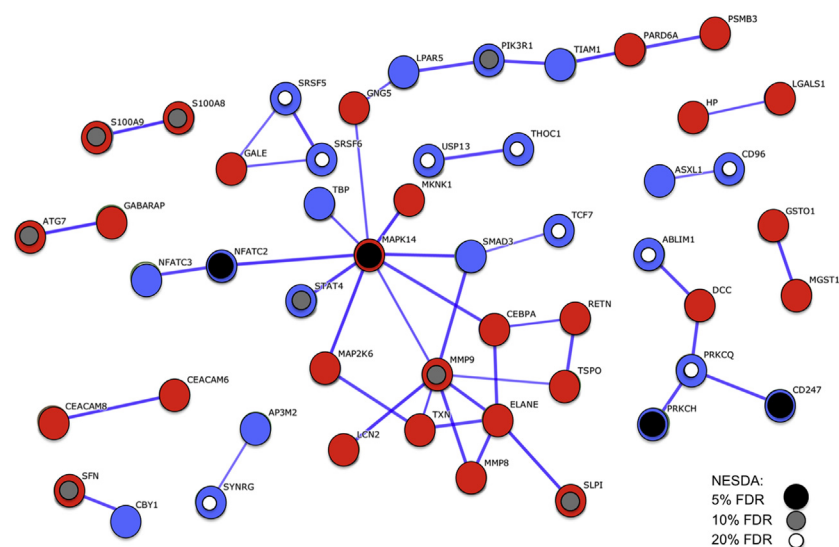 PSMB3
PARD6A
PIK3R1
TIAM1
LPAR5
SRSF5
LGALS1
S100A8
GNG5
HP
S100A9
THOC1
SRSF6
USP13
GALE
CD96
ASXL1
TBP
MKNK1
GABARAP
ATG7
TCF7
GSTO1
MAPK14
SMAD3
ABLIM1
NFATC2
NFATC3
STAT4
DCC
MGST1
CEBPA
RETN
MAP2K6
MMP9
PRKCQ
TSPO
CEACAM6
CD247
CEACAM8
AP3M2
TXN
ELANE
PRKCH
LCN2
MMP8
SFN
SYNRG
SLPI
CBY1
NESDA:
5% FDR
10% FDR
20% FDR